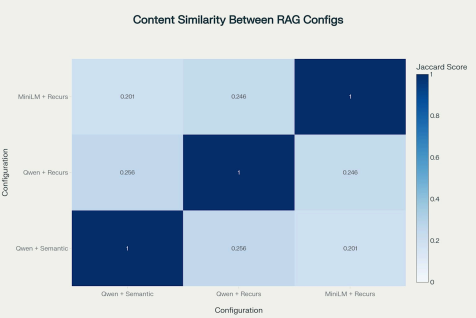 Content Similarity Between RAG Configs
Jaccard Score
MiniLM + Recurs
0.201
0.246
1
Qwen + Recurs
0.256
1
0.246
Qwen + Semantic
1
0.256
0.201
Qwen + Semantic
Qwen + Recurs
MiniLM + Recurs
Configuration
Configuration
1
0.8
0.6
0.4
0.2
0